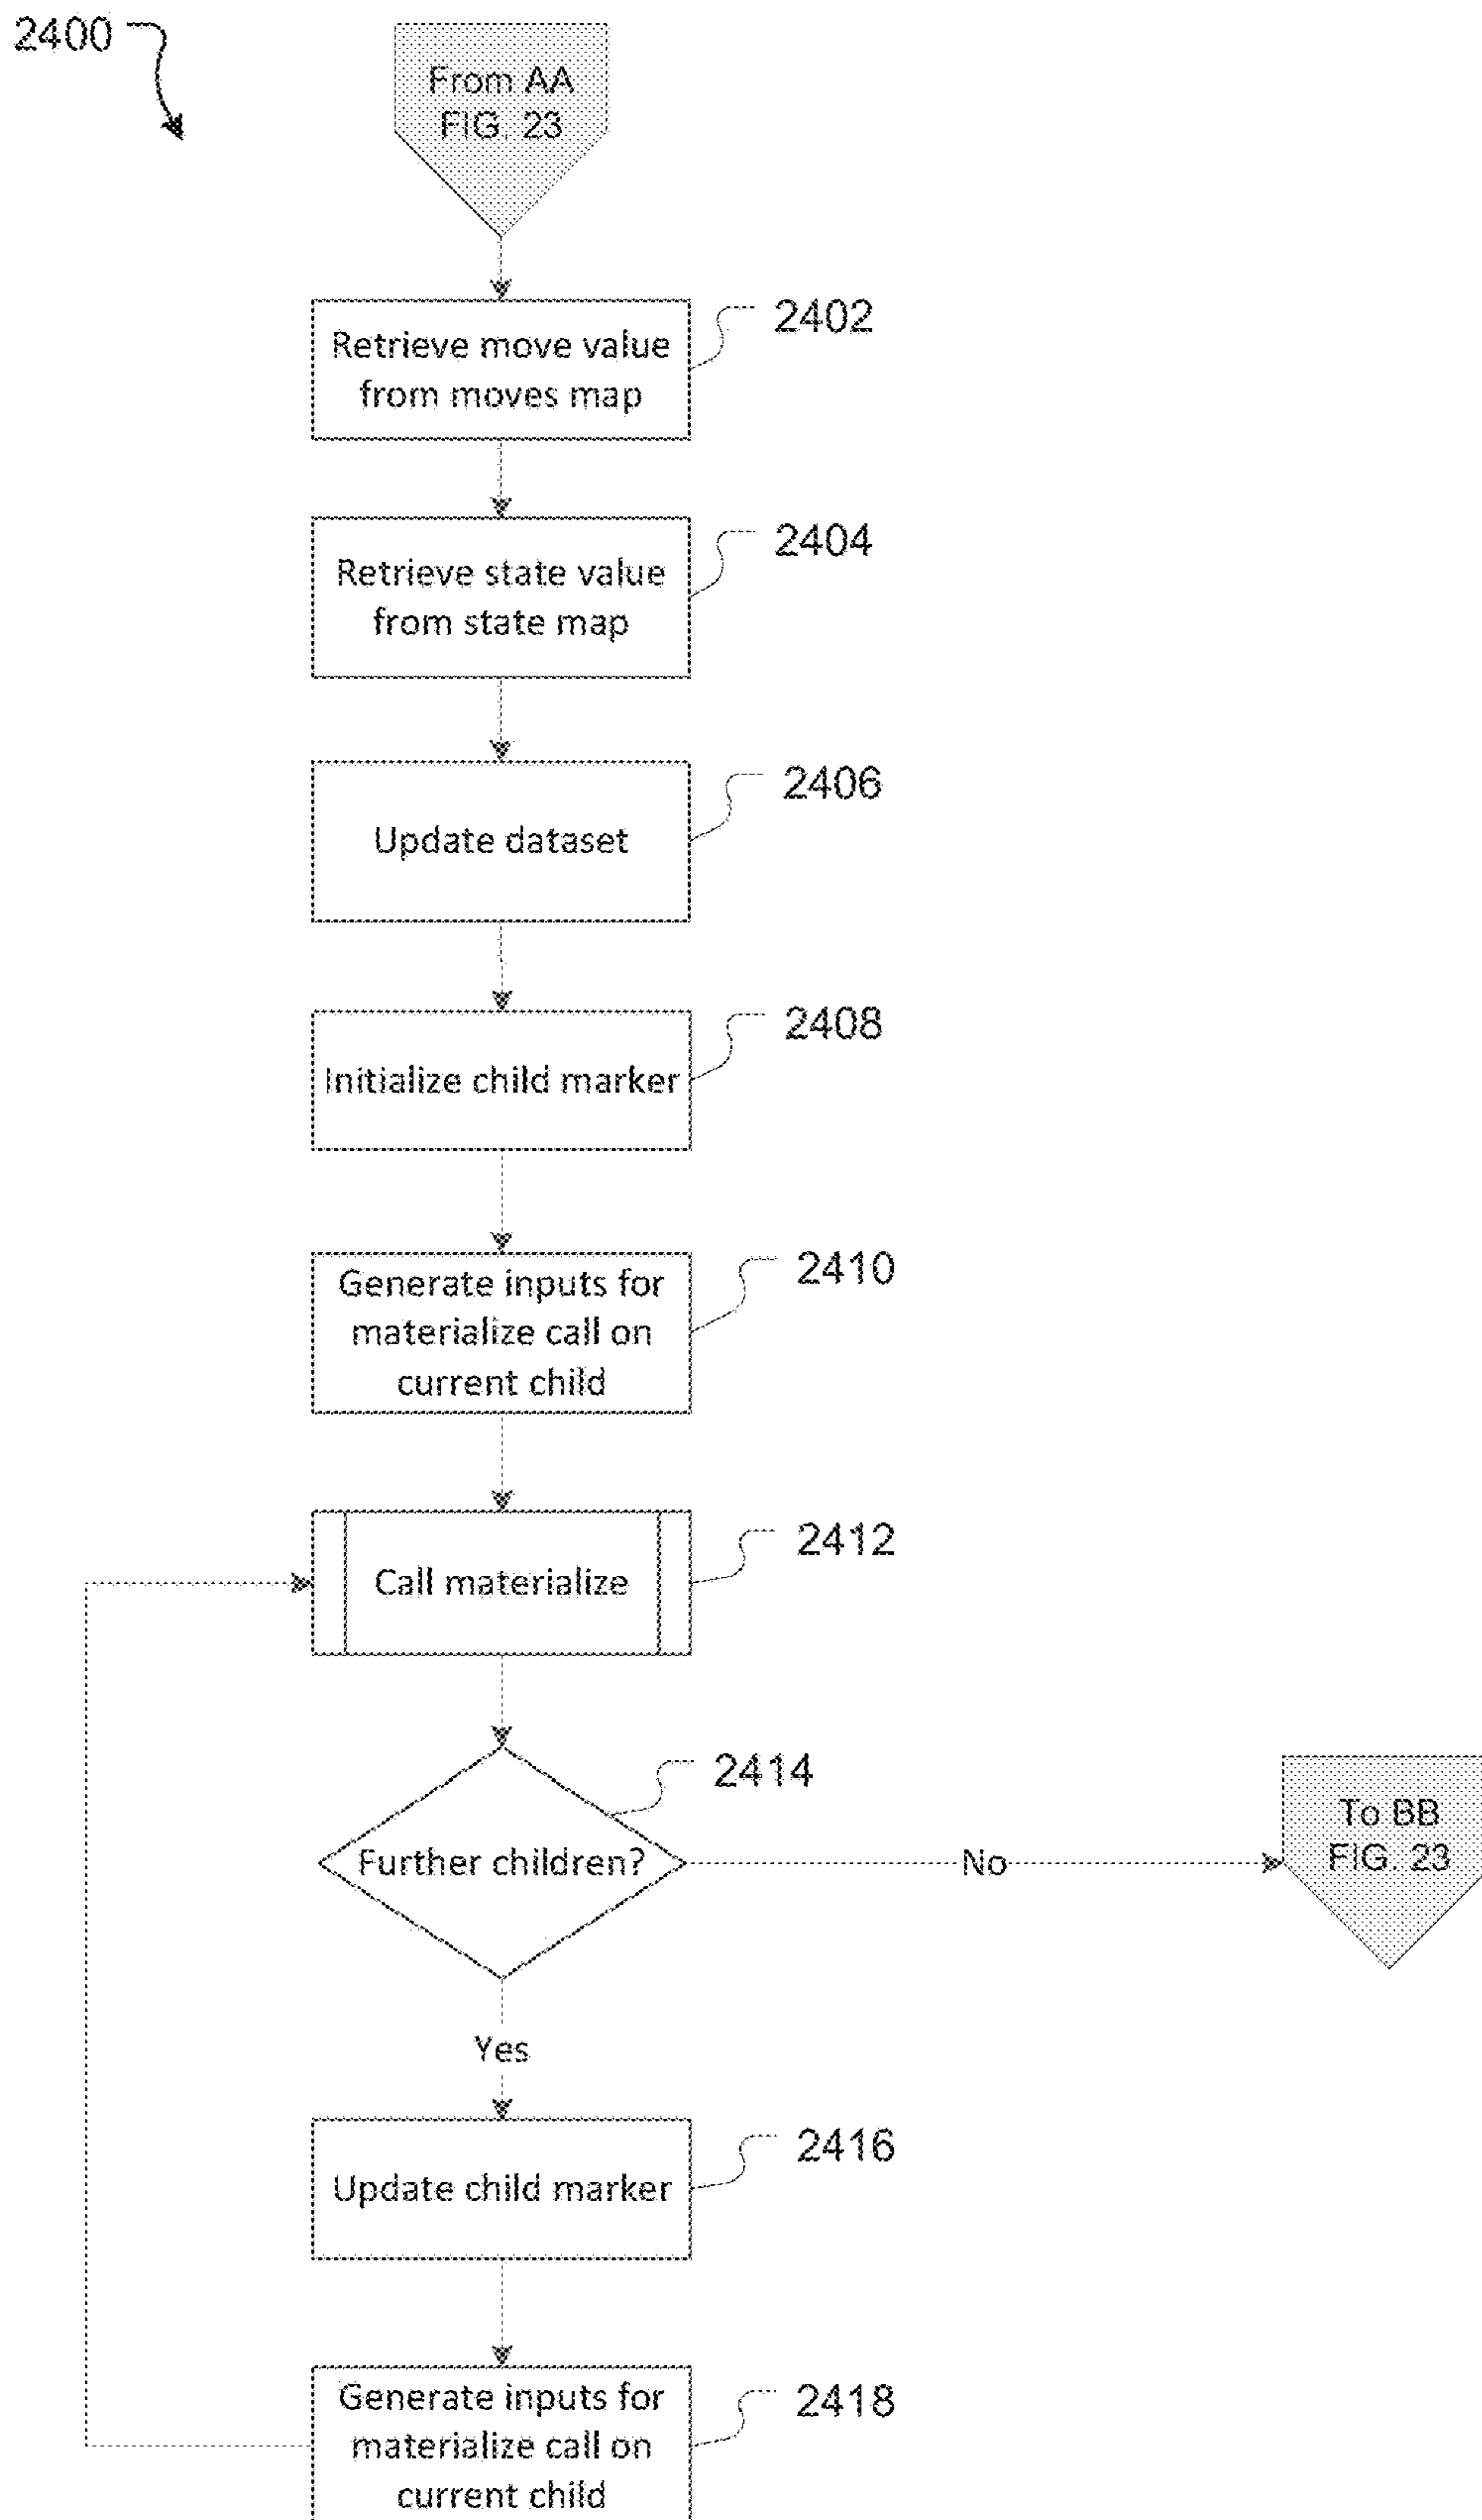 2400
From AA
FIG. 23
2402
Retrieve move value
from moves map
2404
Retrieve state value
from state map
2406
Update dataset
2408
Initialize child marker
2410
Generate inputs for
materialize call on
current child
2412
Call materialize
2414
Further children?
No
To BB
FIG. 23
Yes
2416
Update child marker
2418
Generate inputs for
materialize call on
current child